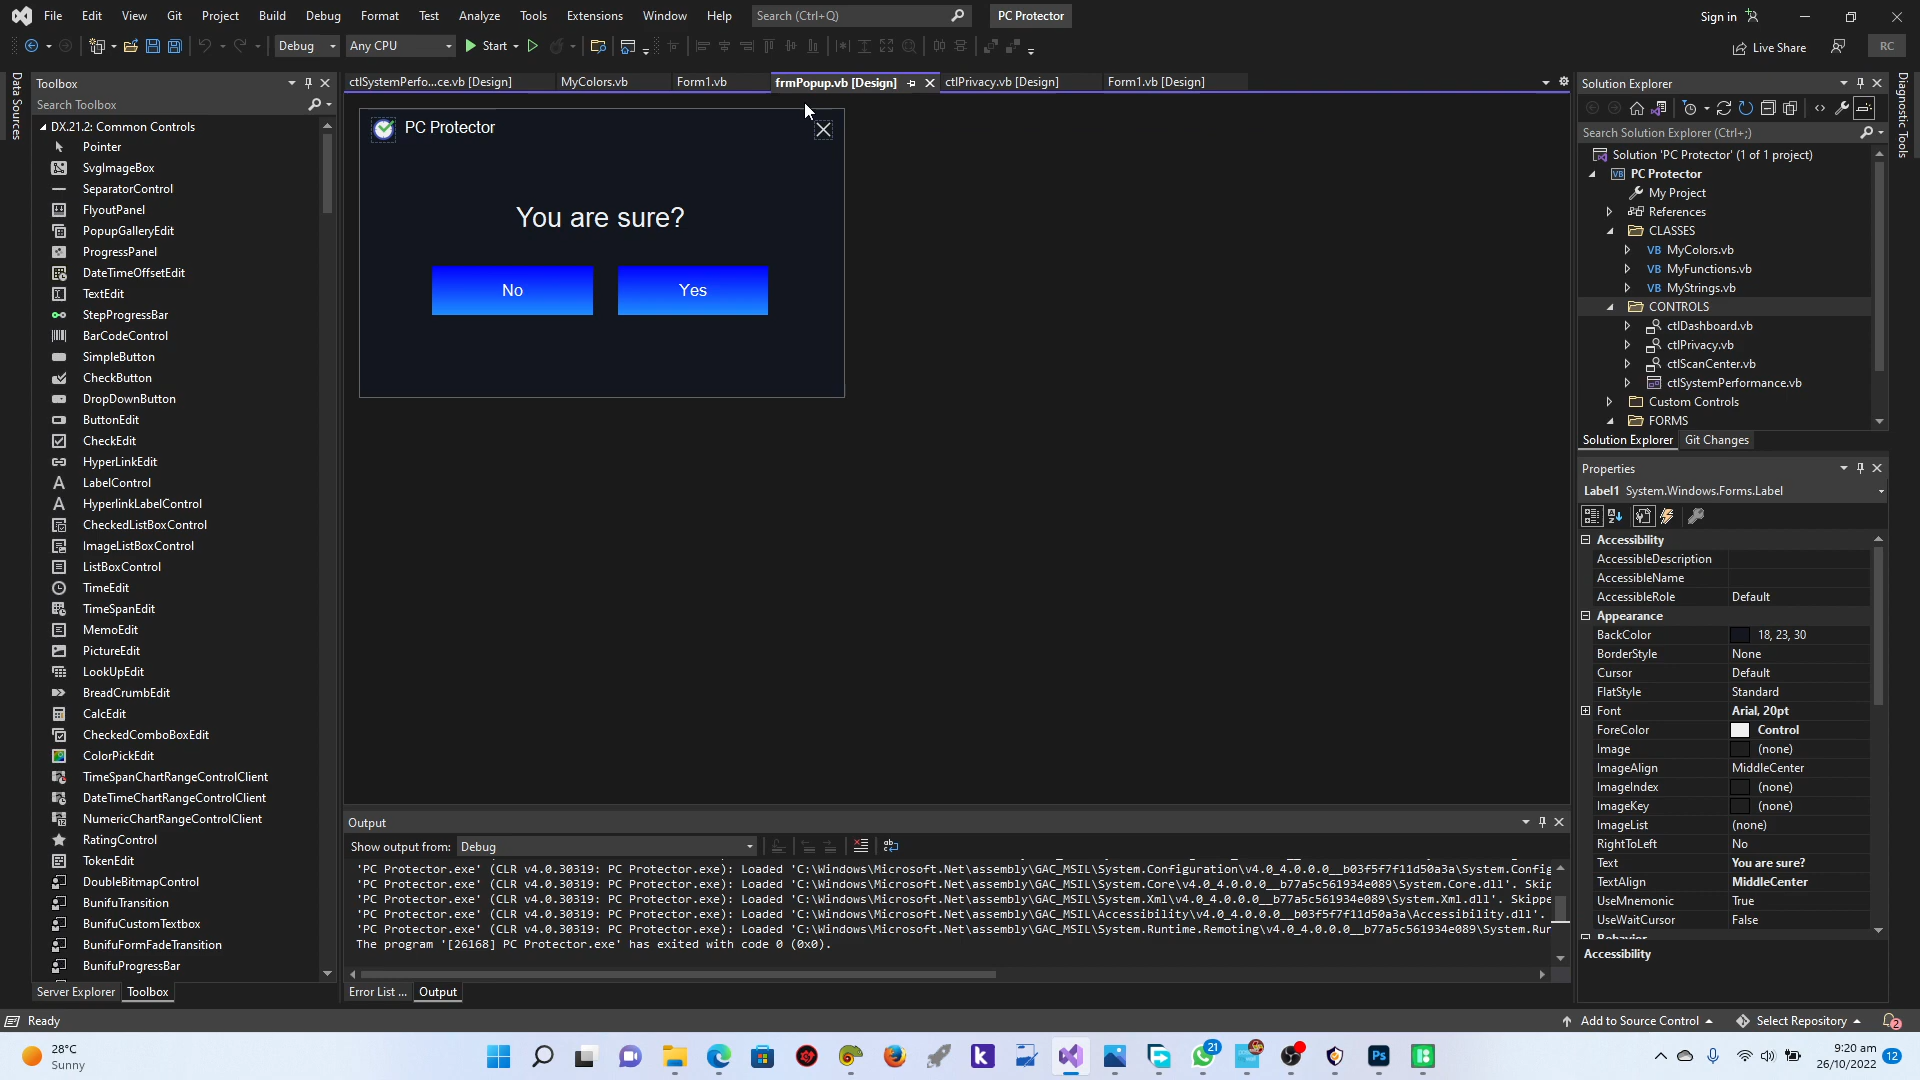 File Edit View Git Project Build Debug Format Test Analyze Tools Extensions Window Help Search (Ctrl+Q) PC Protector Sign in
Debug Any CPU Start Live Share RC
Data Sources
Toolbox
Search Toolbox
DX.21.2: Common Controls
Pointer
SvgImageBox
SeparatorControl
FlyoutPanel
PopupGalleryEdit
ProgressPanel
DateTimeOffsetEdit
TextEdit
StepProgressBar
BarCodeControl
SimpleButton
CheckButton
DropDownButton
ButtonEdit
CheckEdit
HyperLinkEdit
LabelControl
HyperlinkLabelControl
CheckedListBoxControl
ImageListBoxControl
ListBoxControl
TimeEdit
TimeSpanEdit
MemoEdit
PictureEdit
LookUpEdit
BreadCrumbEdit
CalcEdit
CheckedComboBoxEdit
ColorPickEdit
TimeSpanChartRangeControlClient
DateTimeChartRangeControlClient
NumericChartRangeControlClient
RatingControl
TokenEdit
DoubleBitmapControl
BunifuTransition
BunifuCustomTextbox
BunifuFormFadeTransition
BunifuProgressBar
Server Explorer Toolbox
ctlSystemPerfo...ce.vb [Design] MyColors.vb Form1.vb frmPopup.vb [Design] ctlPrivacy.vb [Design] Form1.vb [Design]
PC Protector
You are sure?
No Yes
Output
Show output from: Debug
'PC Protector.exe' (CLR v4.0.30319: PC Protector.exe): Loaded 'C:\Windows\Microsoft.Net\assembly\GAC_MSIL\System.Configuration\v4.0_4.0.0.0__b03f5f7f11d50a3a\System.Config
'PC Protector.exe' (CLR v4.0.30319: PC Protector.exe): Loaded 'C:\Windows\Microsoft.Net\assembly\GAC_MSIL\System.Core\v4.0_4.0.0.0__b77a5c561934e089\System.Core.dll'. Skip
'PC Protector.exe' (CLR v4.0.30319: PC Protector.exe): Loaded 'C:\Windows\Microsoft.Net\assembly\GAC_MSIL\System.Xml\v4.0_4.0.0.0__b77a5c561934e089\System.Xml.dll'. Skippe
'PC Protector.exe' (CLR v4.0.30319: PC Protector.exe): Loaded 'C:\Windows\Microsoft.Net\assembly\GAC_MSIL\Accessibility\v4.0_4.0.0.0__b03f5f7f11d50a3a\Accessibility.dll'.
'PC Protector.exe' (CLR v4.0.30319: PC Protector.exe): Loaded 'C:\Windows\Microsoft.Net\assembly\GAC_MSIL\System.Runtime.Remoting\v4.0_4.0.0.0__b77a5c561934e089\System.Rur
The program '[26168] PC Protector.exe' has exited with code 0 (0x0).
Error List ... Output
Solution Explorer
Search Solution Explorer (Ctrl+;)
Solution 'PC Protector' (1 of 1 project)
VB PC Protector
My Project
References
CLASSES
VB MyColors.vb
VB MyFunctions.vb
VB MyStrings.vb
CONTROLS
ctlDashboard.vb
ctlPrivacy.vb
ctlScanCenter.vb
ctlSystemPerformance.vb
Custom Controls
FORMS
Solution Explorer Git Changes
Properties
Label1 System.Windows.Forms.Label
Accessibility
AccessibleDescription
AccessibleName
AccessibleRole Default
Appearance
BackColor 18, 23, 30
BorderStyle None
Cursor Default
FlatStyle Standard
Font Arial, 20pt
ForeColor Control
Image (none)
ImageAlign MiddleCenter
ImageIndex (none)
ImageKey (none)
ImageList (none)
RightToLeft No
Text You are sure?
TextAlign MiddleCenter
UseMnemonic True
UseWaitCursor False
Behavior
Accessibility
Diagnostic Tools
Ready Add to Source Control Select Repository 2
28°C
Sunny
k 21 Ps
9:20 am
26/10/2022 12